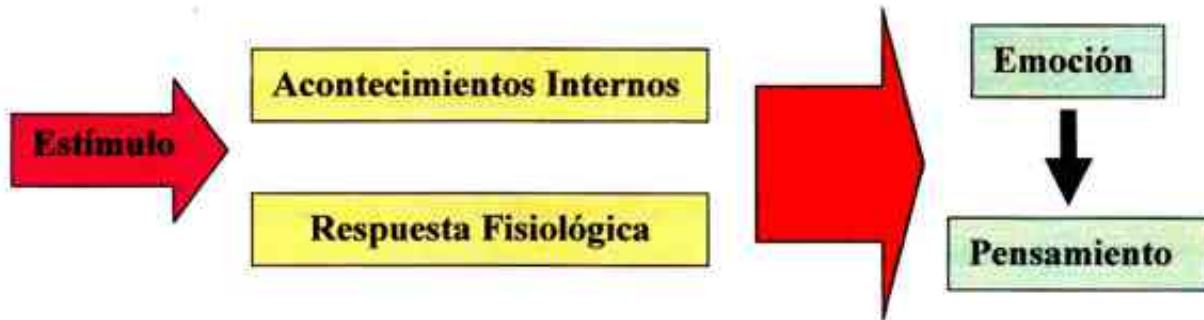 Estímulo
Acontecimientos Internos
Respuesta Fisiológica
Emoción
Pensamiento